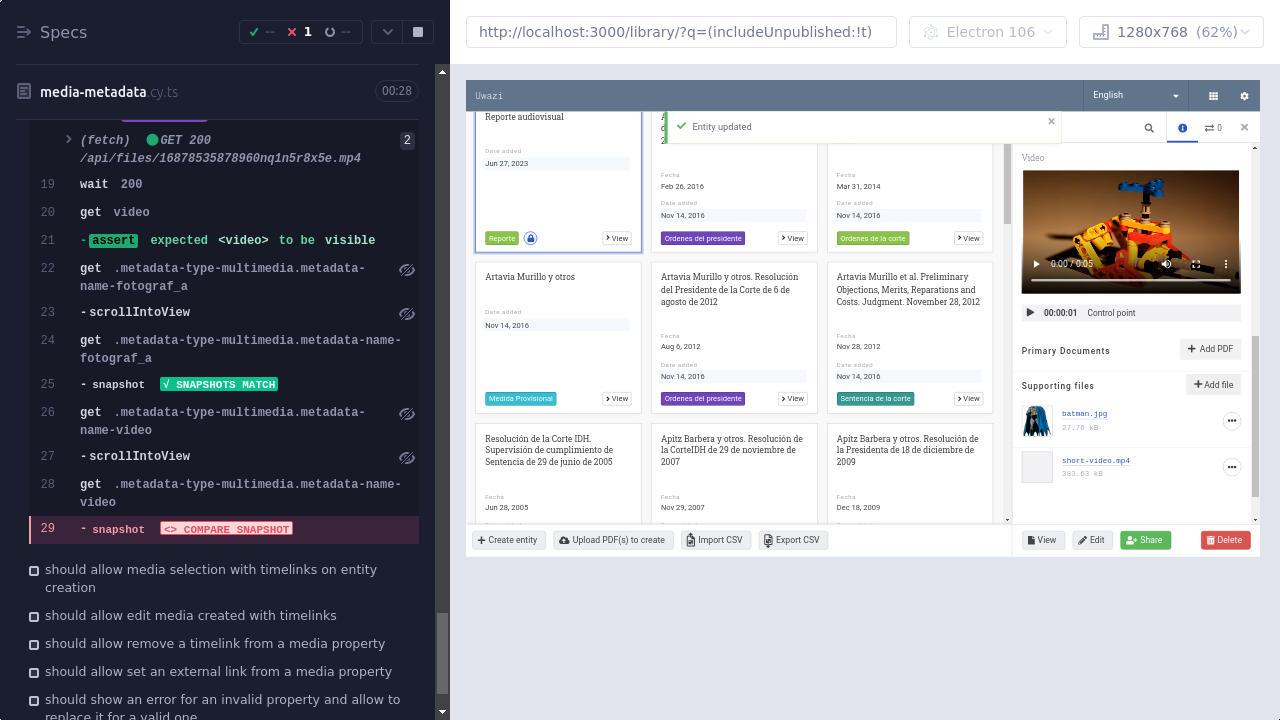 Specs
--
1
--
media-metadata.cy.ts
00:28
(fetch) GET 200
/api/files/16878535878960nq1n5r8x5e.mp4
2
19 wait 200
20 get video
21 -assert expected <video> to be visible
22 get .metadata-type-multimedia.metadata-
name-fotograf_a
23 -scrollIntoView
24 get .metadata-type-multimedia.metadata-name-
fotograf_a
25 - snapshot √ SNAPSHOTS MATCH
26 get .metadata-type-multimedia.metadata-
name-video
27 -scrollIntoView
28 get .metadata-type-multimedia.metadata-name-
video
29 - snapshot <> COMPARE SNAPSHOT
should allow media selection with timelinks on entity
creation
should allow edit media created with timelinks
should allow remove a timelink from a media property
should allow set an external link from a media property
should show an error for an invalid property and allow to
replace it for a valid one
http://localhost:3000/library/?q=(includeUnpublished:!t)
Electron 106
1280x768 (62%)
Uwazi
English
Entity updated
0
Reporte audiovisual
Date added
Jun 27, 2023
Reporte
View
Fecha
Feb 26, 2016
Date added
Nov 14, 2016
Ordenes del presidente
View
Fecha
Mar 31, 2014
Date added
Nov 14, 2016
Ordenes de la corte
View
Artavia Murillo y otros
Date added
Nov 14, 2016
Medida Provisional
View
Artavia Murillo y otros. Resolución
del Presidente de la Corte de 6 de
agosto de 2012
Fecha
Aug 6, 2012
Date added
Nov 14, 2016
Ordenes del presidente
View
Artavia Murillo et al. Preliminary
Objections, Merits, Reparations and
Costs. Judgment. November 28, 2012
Fecha
Nov 28, 2012
Date added
Nov 14, 2016
Sentencia de la corte
View
Resolución de la Corte IDH.
Supervisión de cumplimiento de
Sentencia de 29 de junio de 2005
Fecha
Jun 28, 2005
Apitz Barbera y otros. Resolución de
la CorteIDH de 29 de noviembre de
2007
Fecha
Nov 29, 2007
Apitz Barbera y otros. Resolución de
la Presidenta de 18 de diciembre de
2009
Fecha
Dec 18, 2009
Video
0:00 / 0:05
00:00:01 Control point
Primary Documents
+ Add PDF
Supporting files
+ Add file
batman.jpg
27.76 kB
short-video.mp4
383.63 kB
+ Create entity
Upload PDF(s) to create
Import CSV
Export CSV
View
Edit
Share
Delete